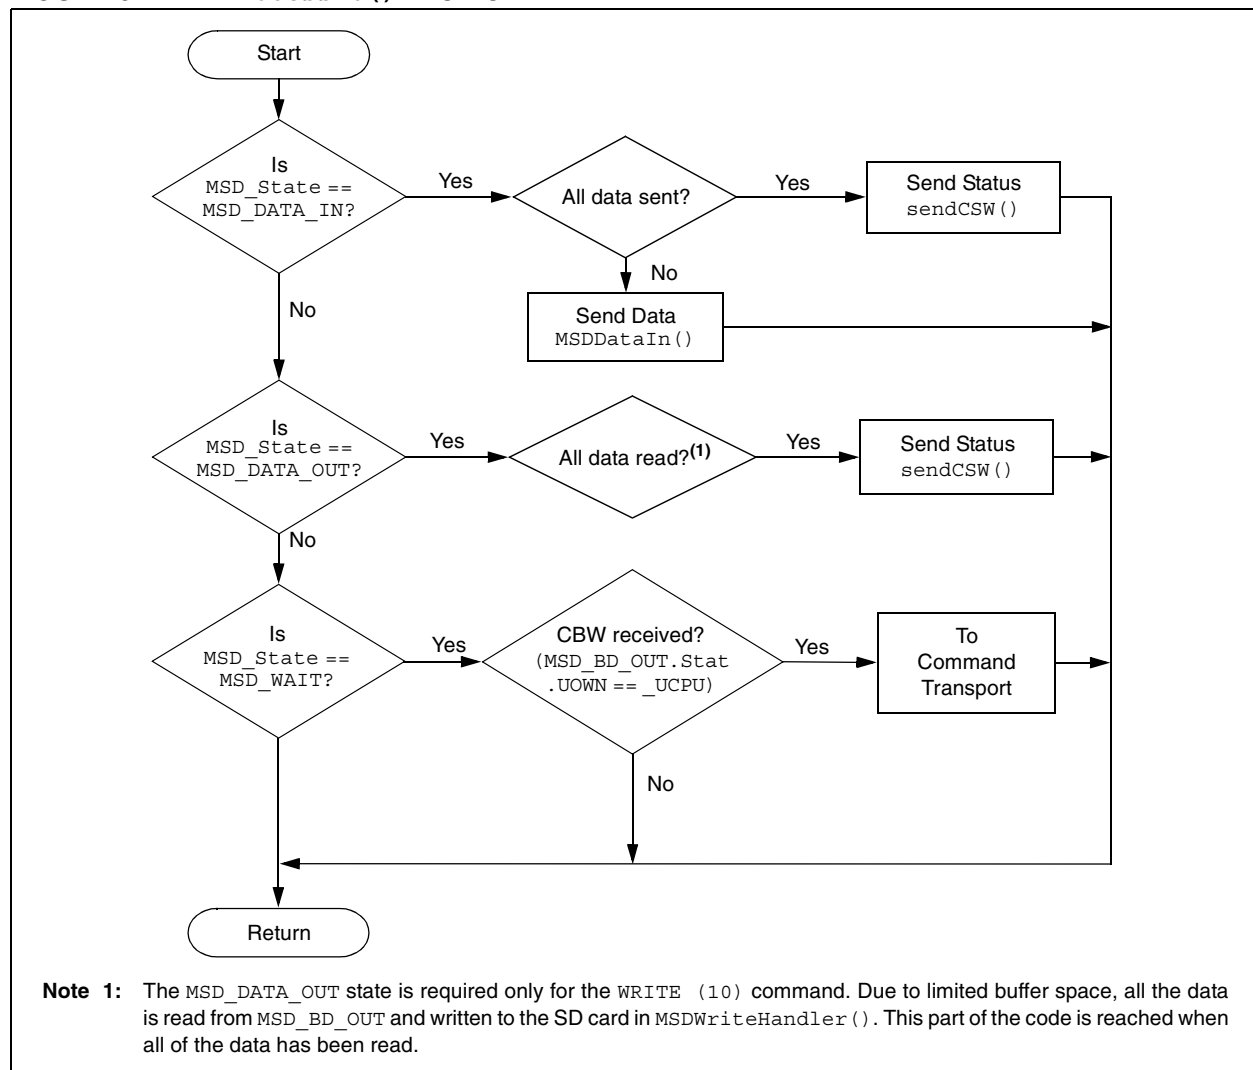 Start
Is
MSD_State ==
MSD_DATA_IN?
Yes
All data sent?
Yes
Send Status
sendCSW()
No
No
Send Data
MSDDataIn()
Is
MSD_State ==
MSD_DATA_OUT?
Yes
All data read?(1)
Yes
Send Status
sendCSW()
No
Is
MSD_State ==
MSD_WAIT?
Yes
CBW received?
(MSD_BD_OUT.Stat
.UOWN == _UCPU)
Yes
To
Command
Transport
No
Return
Note 1: The MSD_DATA_OUT state is required only for the WRITE (10) command. Due to limited buffer space, all the data
is read from MSD_BD_OUT and written to the SD card in MSDWriteHandler(). This part of the code is reached when
all of the data has been read.